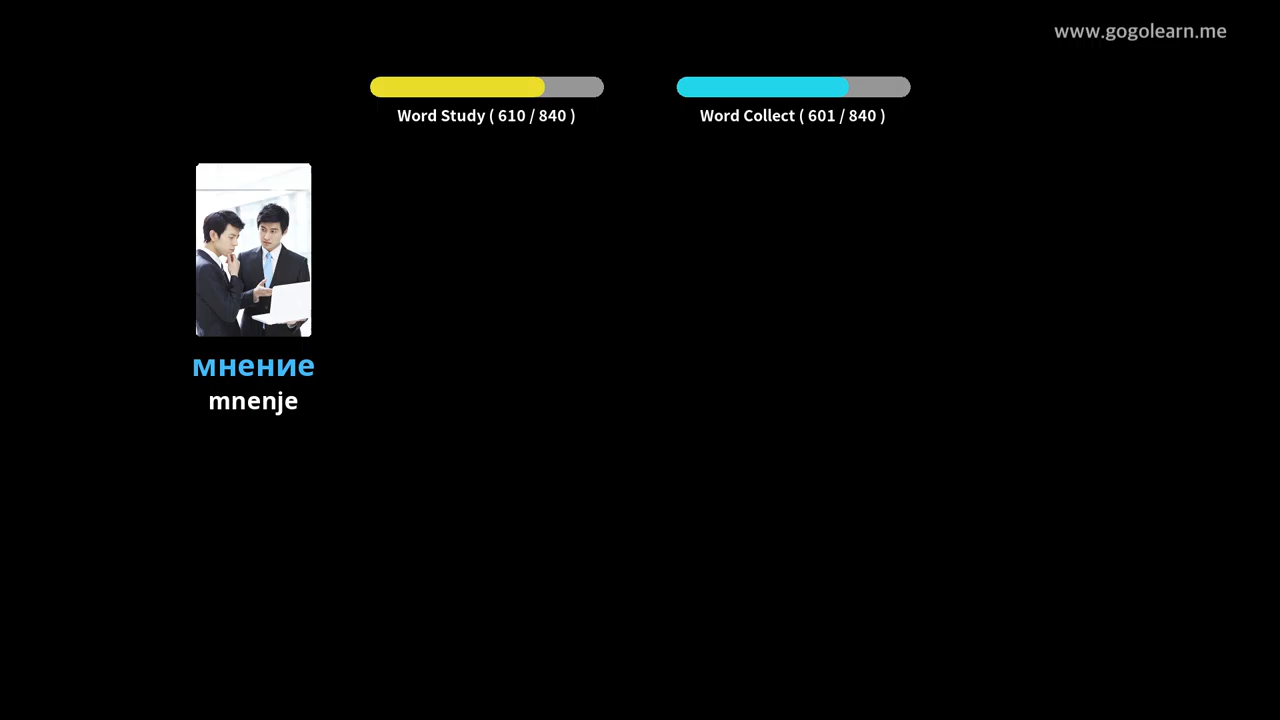 www.gogolearn.me
Word Study ( 610 / 840 )
Word Collect ( 601 / 840 )
мнение
mnenje